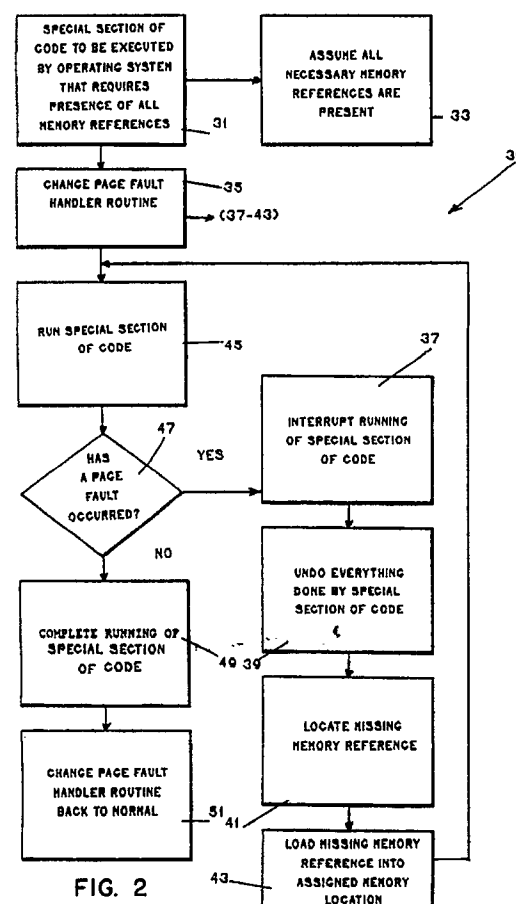 SPECIAL SECTION OF
CODE TO BE EXECUTED
BY OPERATING SYSTEM
THAT REQUIRES
PRESENCE OF ALL
MEMORY REFERENCES
31
ASSUME ALL
NECESSARY MEMORY
REFERENCES ARE
PRESENT
33
3
CHANGE PAGE FAULT
HANDLER ROUTINE
35
(37-43)
RUN SPECIAL SECTION
OF CODE
45
37
INTERRUPT RUNNING
OF SPECIAL SECTION
OF CODE
47
HAS
A PAGE
FAULT
OCCURRED?
YES
NO
UNDO EVERYTHING
DONE BY SPECIAL
SECTION OF CODE
39
COMPLETE RUNNING OF
SPECIAL SECTION
OF CODE
49
LOCATE MISSING
MEMORY REFERENCE
41
CHANGE PAGE FAULT
HANDLER ROUTINE
BACK TO NORMAL
51
LOAD MISSING MEMORY
REFERENCE INTO
ASSIGNED MEMORY
LOCATION
43
FIG. 2